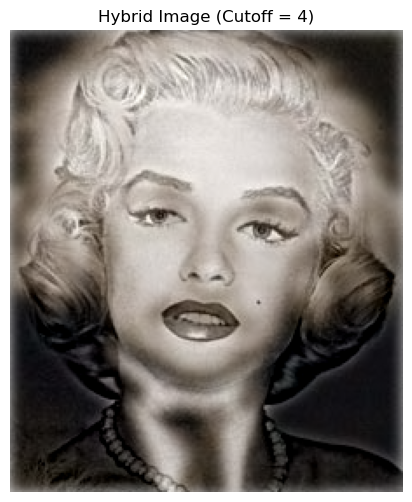 Hybrid Image (Cutoff = 4)